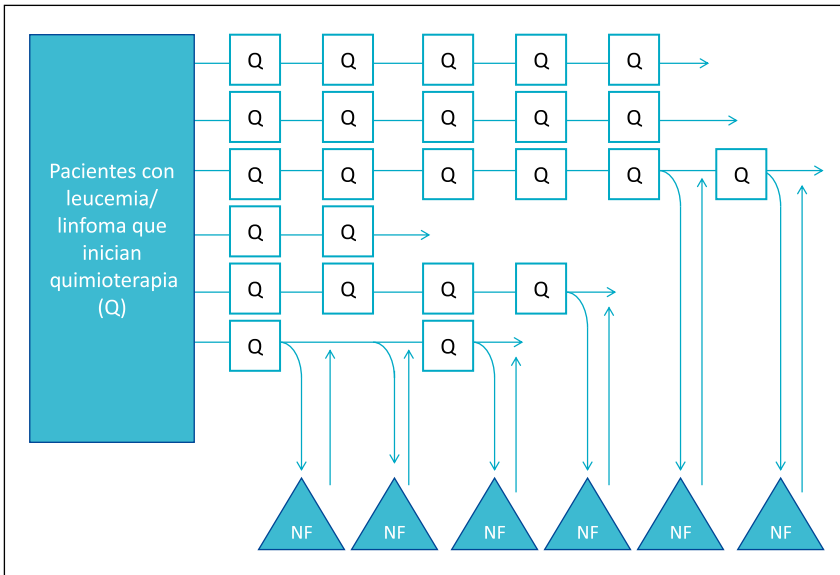 Q Q Q Q Q
Q Q Q Q Q
Q Q Q Q Q Q
Q Q
Q Q Q Q
Q Q
Pacientes con
leucemia/
linfoma que
inician
quimioterapia
(Q)
NF NF NF NF NF NF